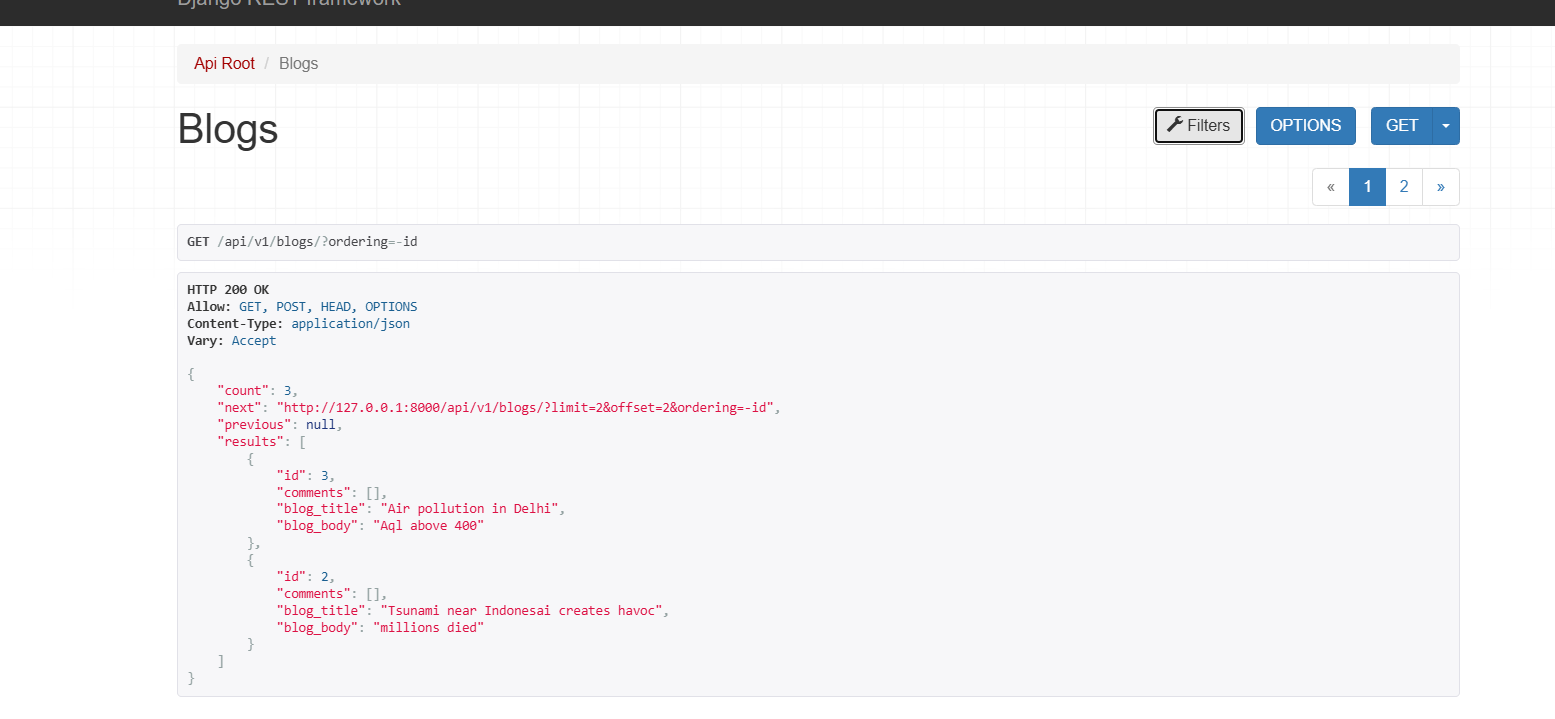 Django REST framework
Api Root / Blogs
Blogs
Filters OPTIONS GET
« 1 2 »
GET /api/v1/blogs/?ordering=-id
HTTP 200 OK
Allow: GET, POST, HEAD, OPTIONS
Content-Type: application/json
Vary: Accept
{
    "count": 3,
    "next": "http://127.0.0.1:8000/api/v1/blogs/?limit=2&offset=2&ordering=-id",
    "previous": null,
    "results": [
        {
            "id": 3,
            "comments": [],
            "blog_title": "Air pollution in Delhi",
            "blog_body": "Aql above 400"
        },
        {
            "id": 2,
            "comments": [],
            "blog_title": "Tsunami near Indonesai creates havoc",
            "blog_body": "millions died"
        }
    ]
}